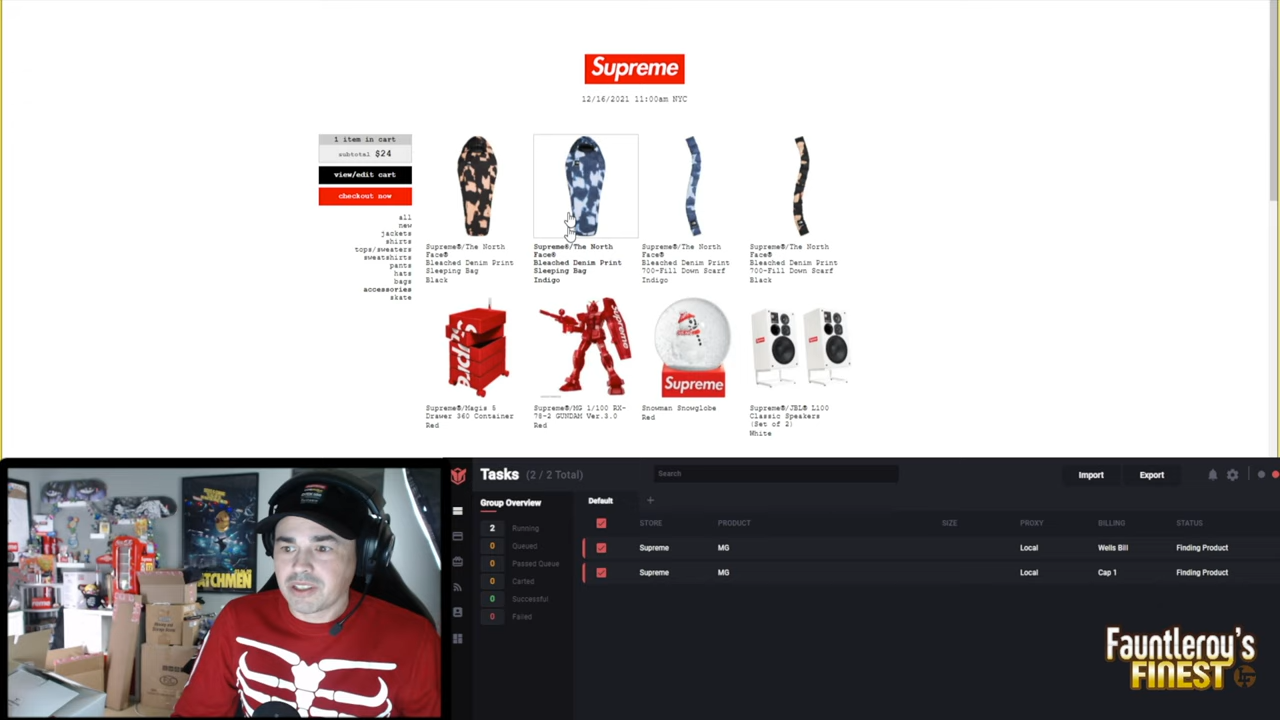 Supreme
12/16/2021 11:00am NYC
1 item in cart
subtotal $24
view/edit cart
checkout now
all
new
jackets
shirts
tops/sweaters
sweatshirts
pants
hats
bags
accessories
skate
Supreme®/The North
Face®
Bleached Denim Print
Sleeping Bag
Black
Supreme®/The North
Face®
Bleached Denim Print
Sleeping Bag
Indigo
Supreme®/The North
Face®
Bleached Denim Print
700-Fill Down Scarf
Indigo
Supreme®/The North
Face®
Bleached Denim Print
700-Fill Down Scarf
Black
Supreme
Supreme
Supreme
Supreme®/Magis 5
Drawer 360 Container
Red
Supreme®/MG 1/100 RX-
78-2 GUNDAM Ver.3.0
Red
Snowman Snowglobe
Red
Supreme®/JBL® L100
Classic Speakers
(Set of 2)
White
Tasks (2 / 2 Total)
Search
Import
Export
Group Overview
2 Running
0 Queued
0 Passed Queue
0 Carted
0 Successful
0 Failed
Default +
STORE PRODUCT SIZE PROXY BILLING STATUS
Supreme MG Local Wells Bill Finding Product
Supreme MG Local Cap 1 Finding Product
WATCHMEN
Fauntleroy's
FINEST